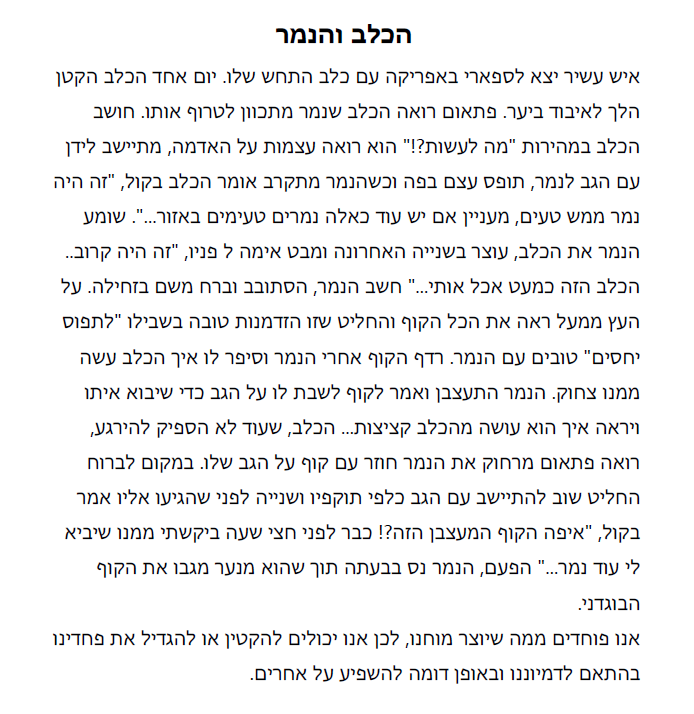 הכלב והנמר
איש עשיר יצא לספארי באפריקה עם כלב התחש שלו. יום אחד הכלב הקטן
הלך לאיבוד ביער. פתאום רואה הכלב שנמר מתכוון לטרוף אותו. חושב
הכלב במהירות "מה לעשות?!" הוא רואה עצמות על האדמה, מתיישב לידן
עם הגב לנמר, תופס עצם בפה וכשהנמר מתקרב אומר הכלב בקול, "זה היה
נמר ממש טעים, מעניין אם יש עוד כאלה נמרים טעימים באזור...". שומע
הנמר את הכלב, עוצר בשנייה האחרונה ומבט אימה ל פניו, "זה היה קרוב..
הכלב הזה כמעט אכל אותי..." חשב הנמר, הסתובב וברח משם בזחילה. על
העץ ממעל ראה את הכל הקוף והחליט שזו הזדמנות טובה בשבילו "לתפוס
יחסים" טובים עם הנמר. רדף הקוף אחרי הנמר וסיפר לו איך הכלב עשה
ממנו צחוק. הנמר התעצבן ואמר לקוף לשבת לו על הגב כדי שיבוא איתו
ויראה איך הוא עושה מהכלב קציצות... הכלב, שעוד לא הספיק להירגע,
רואה פתאום מרחוק את הנמר חוזר עם קוף על הגב שלו. במקום לברוח
החליט שוב להתיישב עם הגב כלפי תוקפיו ושנייה לפני שהגיעו אליו אמר
בקול, "איפה הקוף המעצבן הזה?! כבר לפני חצי שעה ביקשתי ממנו שיביא
לי עוד נמר..." הפעם, הנמר נס בבעתה תוך שהוא מנער מגבו את הקוף
הבוגדני.
אנו פוחדים ממה שיוצר מוחנו, לכן אנו יכולים להקטין או להגדיל את פחדינו
בהתאם לדמיוננו ובאופן דומה להשפיע על אחרים.